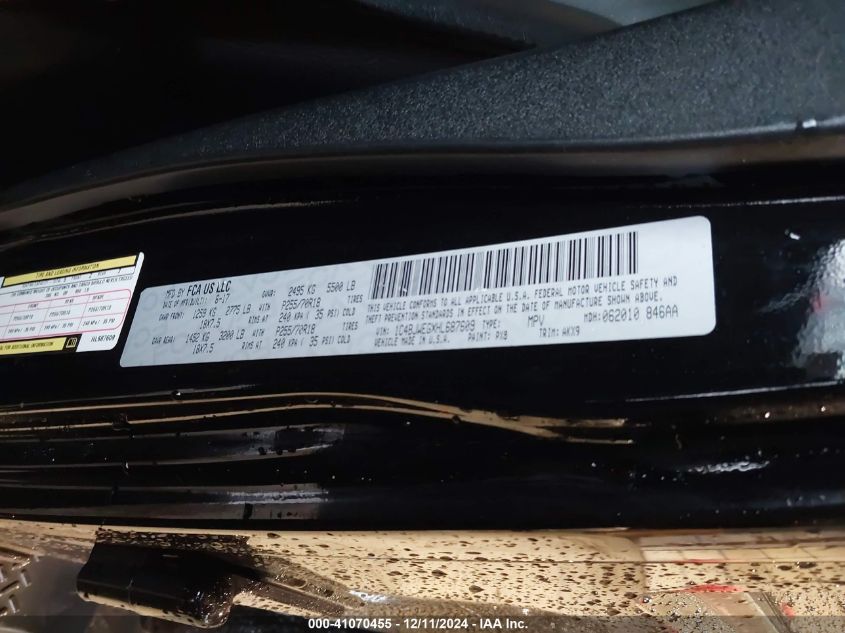 TIRE AND LOADING INFORMATION
MFD BY FCA US LLC
DATE OF MFR(BUILT): 6-17 GVWR: 2495 KG 5500 LB
GAWR FRONT: 1259 KG 2775 LB WITH P255/70R18 TIRES
18X7.5 RIMS AT 240 KPA ( 35 PSI) COLD
GAWR REAR: 1452 KG 3200 LB WITH P255/70R18 TIRES
18X7.5 RIMS AT 240 KPA ( 35 PSI) COLD
THIS VEHICLE CONFORMS TO ALL APPLICABLE U.S.A. FEDERAL MOTOR VEHICLE SAFETY AND
THEFT PREVENTION STANDARDS IN EFFECT ON THE DATE OF MANUFACTURE SHOWN ABOVE.
VIN: 1C4BJWEGXHL687609 TYPE: MPV MDH: 062010 846AA
VEHICLE MADE IN U.S.A. PAINT: PX8 TRIM: AKX9
HL687609
000-41070455 - 12/11/2024 - IAA Inc.